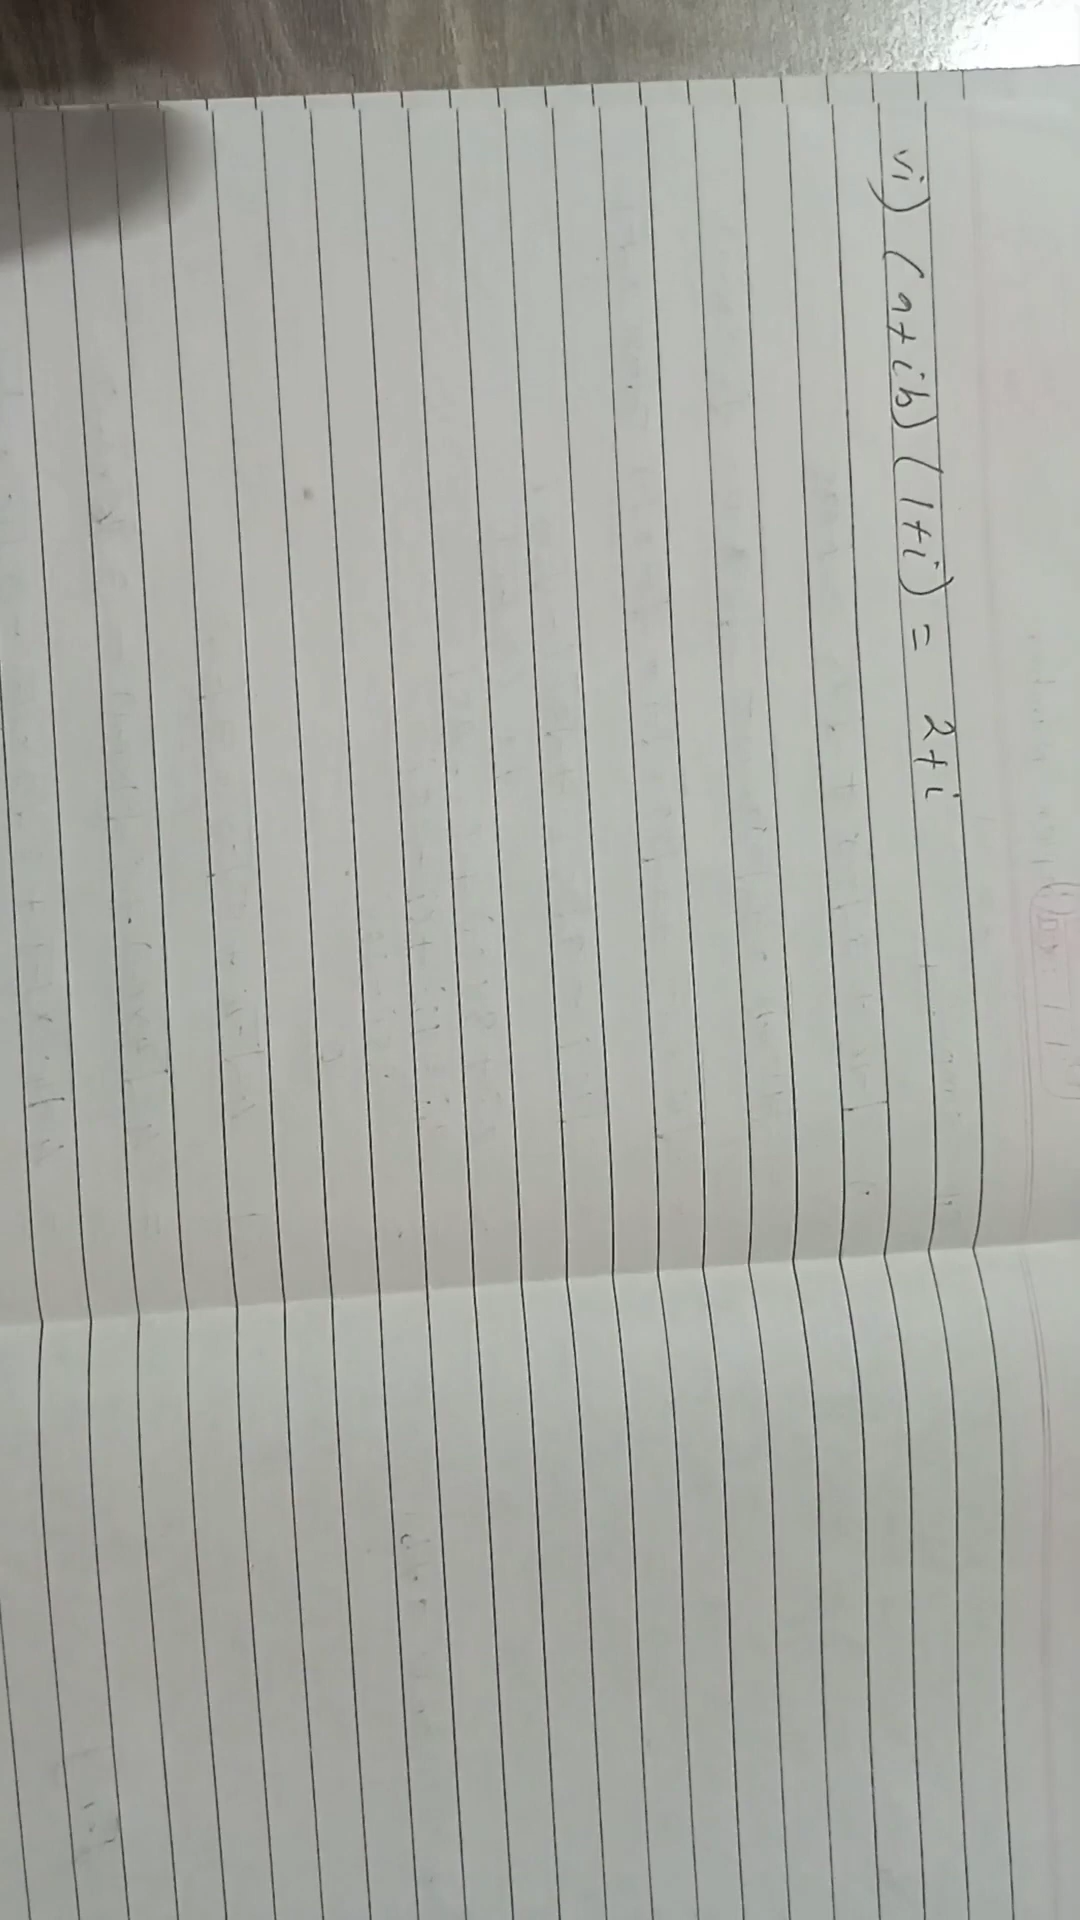 vi) (a+ib) (1+i) = 2+i